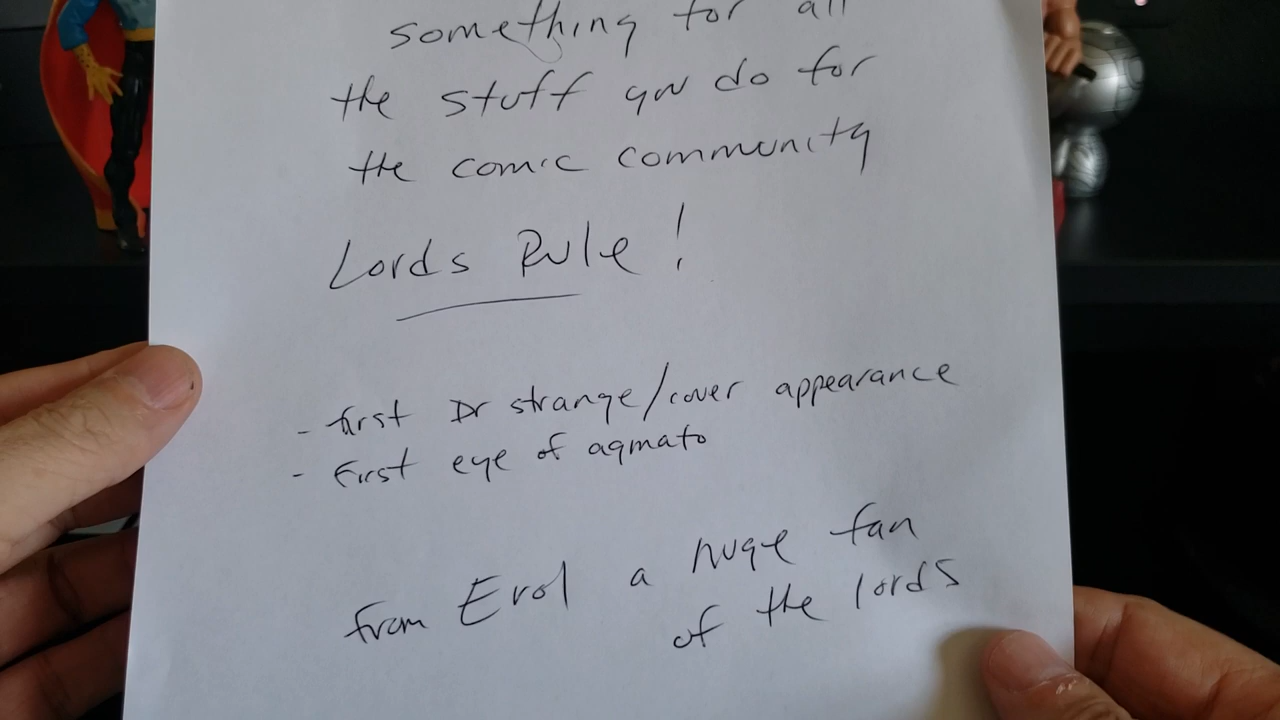 something for all
the stuff you do for
the comic community
Lords Rule!
- first Dr strange/cover appearance
- First eye of agmato
from Erol a huge fan
of the lords